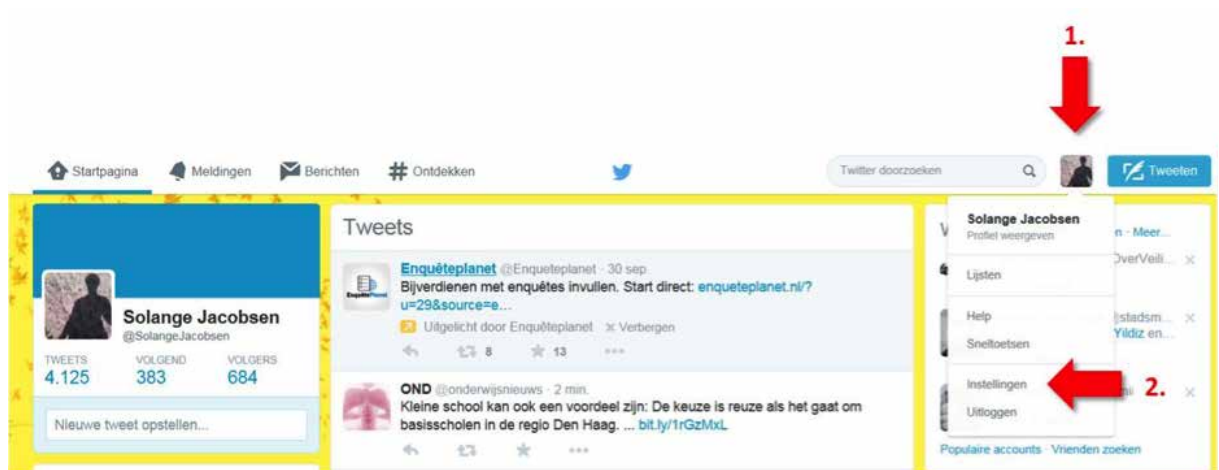 1.
Startpagina
Meldingen
Berichten
# Ontdekken
Twitter doorzoeken
Tweeten
Solange Jacobsen
@SolangeJacobsen
TWEETS
VOLGEND
VOLGERS
4.125
383
684
Nieuwe tweet opstellen...
Tweets
Enquêteplanet @Enqueteplanet · 30 sep
Bijverdienen met enquêtes invullen. Start direct: enqueteplanet.nl/?
u=29&source=e...
Uitgelicht door Enquêteplanet × Verbergen
8
13
OND @onderwijsnieuws · 2 min.
Kleine school kan ook een voordeel zijn: De keuze is reuze als het gaat om
basisscholen in de regio Den Haag. ... bit.ly/1rGzMxL
Solange Jacobsen
Profiel weergeven
Lijsten
Help
Sneltoetsen
Instellingen
Uitloggen
2.
· Meer...
OverVeili...
@stadsm...
Yildiz en...
Populaire accounts · Vrienden zoeken